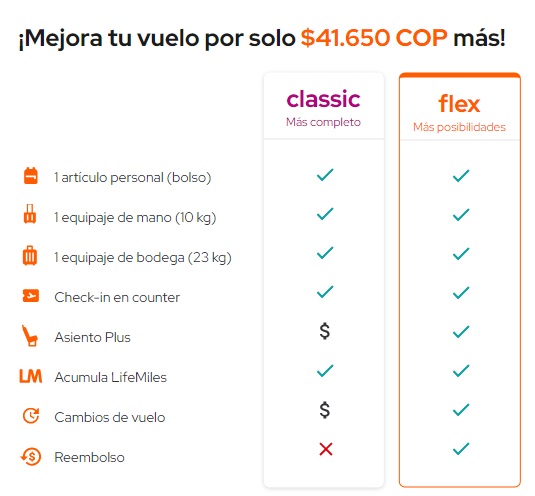 ¡Mejora tu vuelo por solo $41.650 COP más!
classic
Más completo
flex
Más posibilidades
1 artículo personal (bolso)
1 equipaje de mano (10 kg)
1 equipaje de bodega (23 kg)
Check-in en counter
Asiento Plus $
LM Acumula LifeMiles
Cambios de vuelo $
$ Reembolso